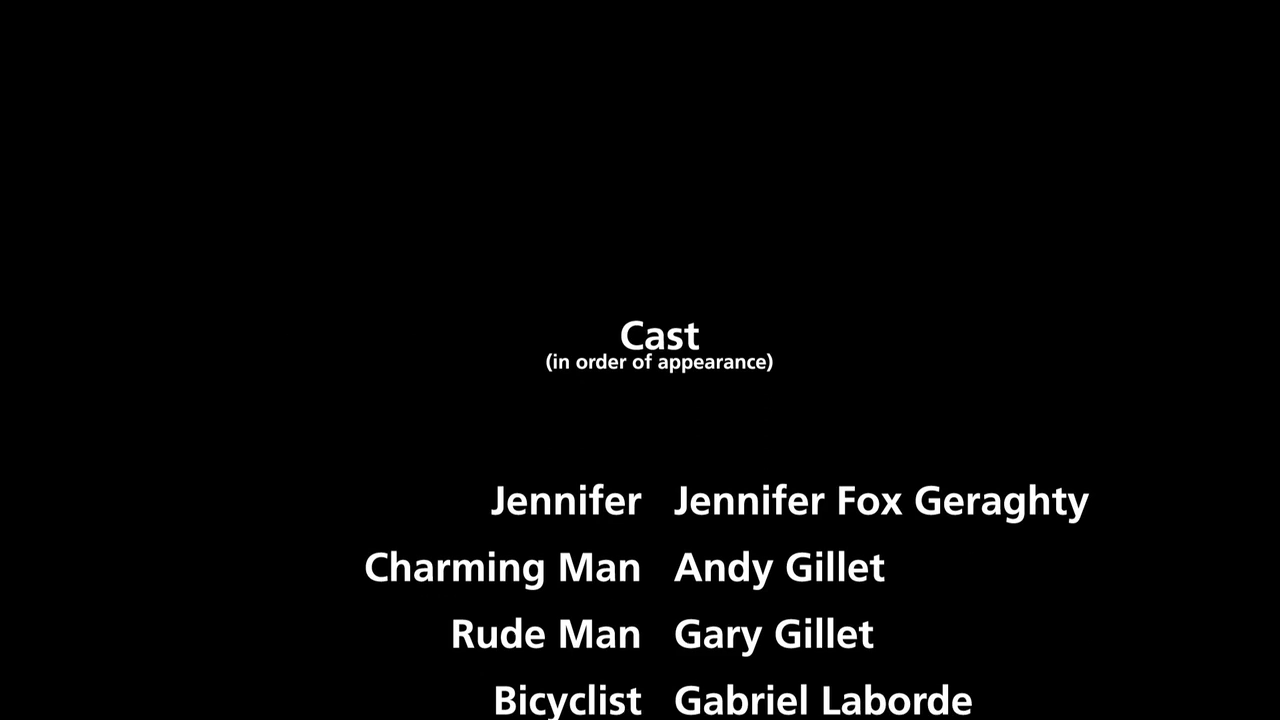 Cast
(in order of appearance)
Jennifer Jennifer Fox Geraghty
Charming Man Andy Gillet
Rude Man Gary Gillet
Bicyclist Gabriel Laborde